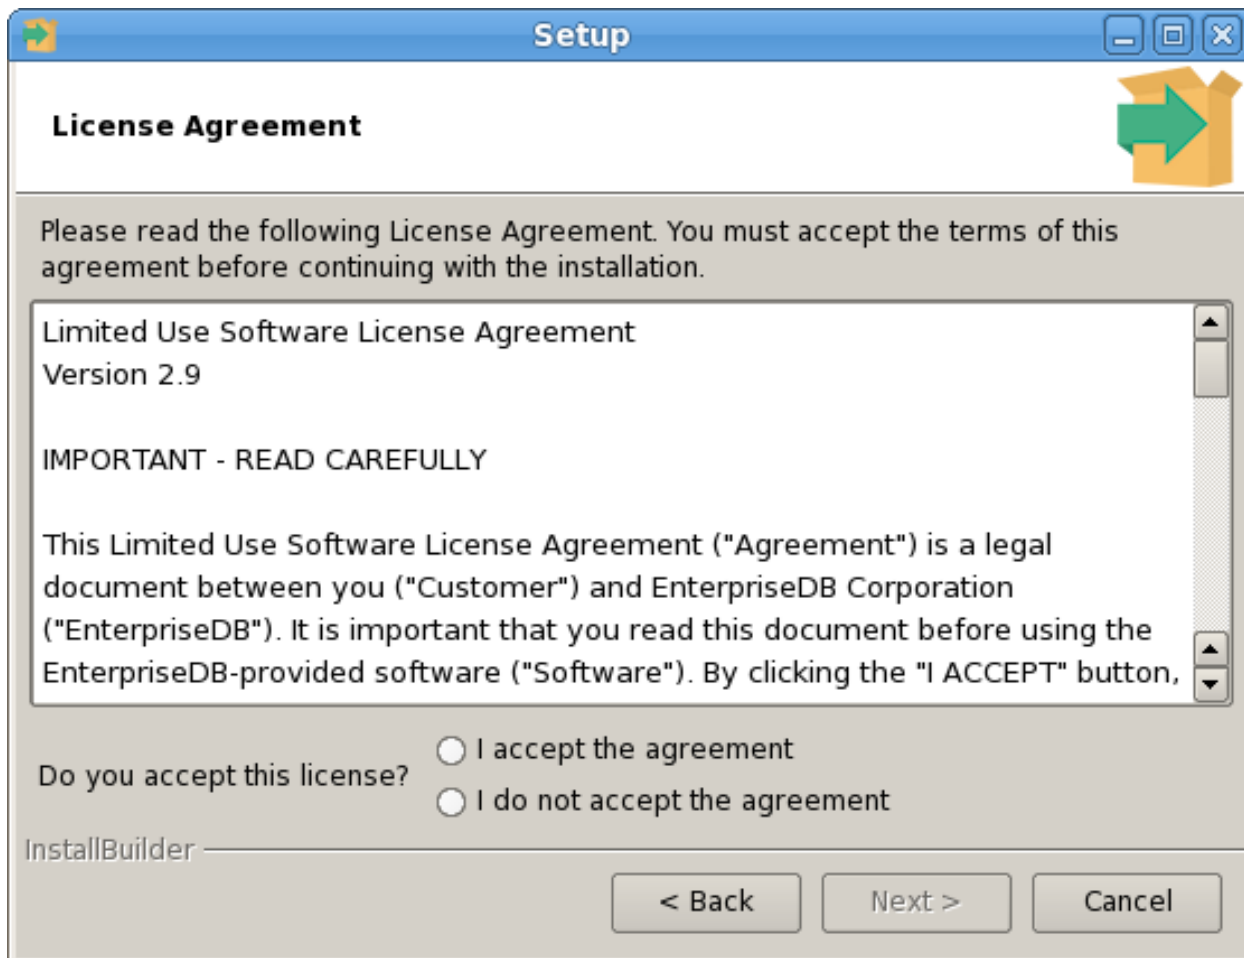 Setup
License Agreement
Please read the following License Agreement. You must accept the terms of this
agreement before continuing with the installation.
Limited Use Software License Agreement
Version 2.9
IMPORTANT - READ CAREFULLY
This Limited Use Software License Agreement ("Agreement") is a legal
document between you ("Customer") and EnterpriseDB Corporation
("EnterpriseDB"). It is important that you read this document before using the
EnterpriseDB-provided software ("Software"). By clicking the "I ACCEPT" button,
Do you accept this license?
I accept the agreement
I do not accept the agreement
InstallBuilder
< Back
Next >
Cancel